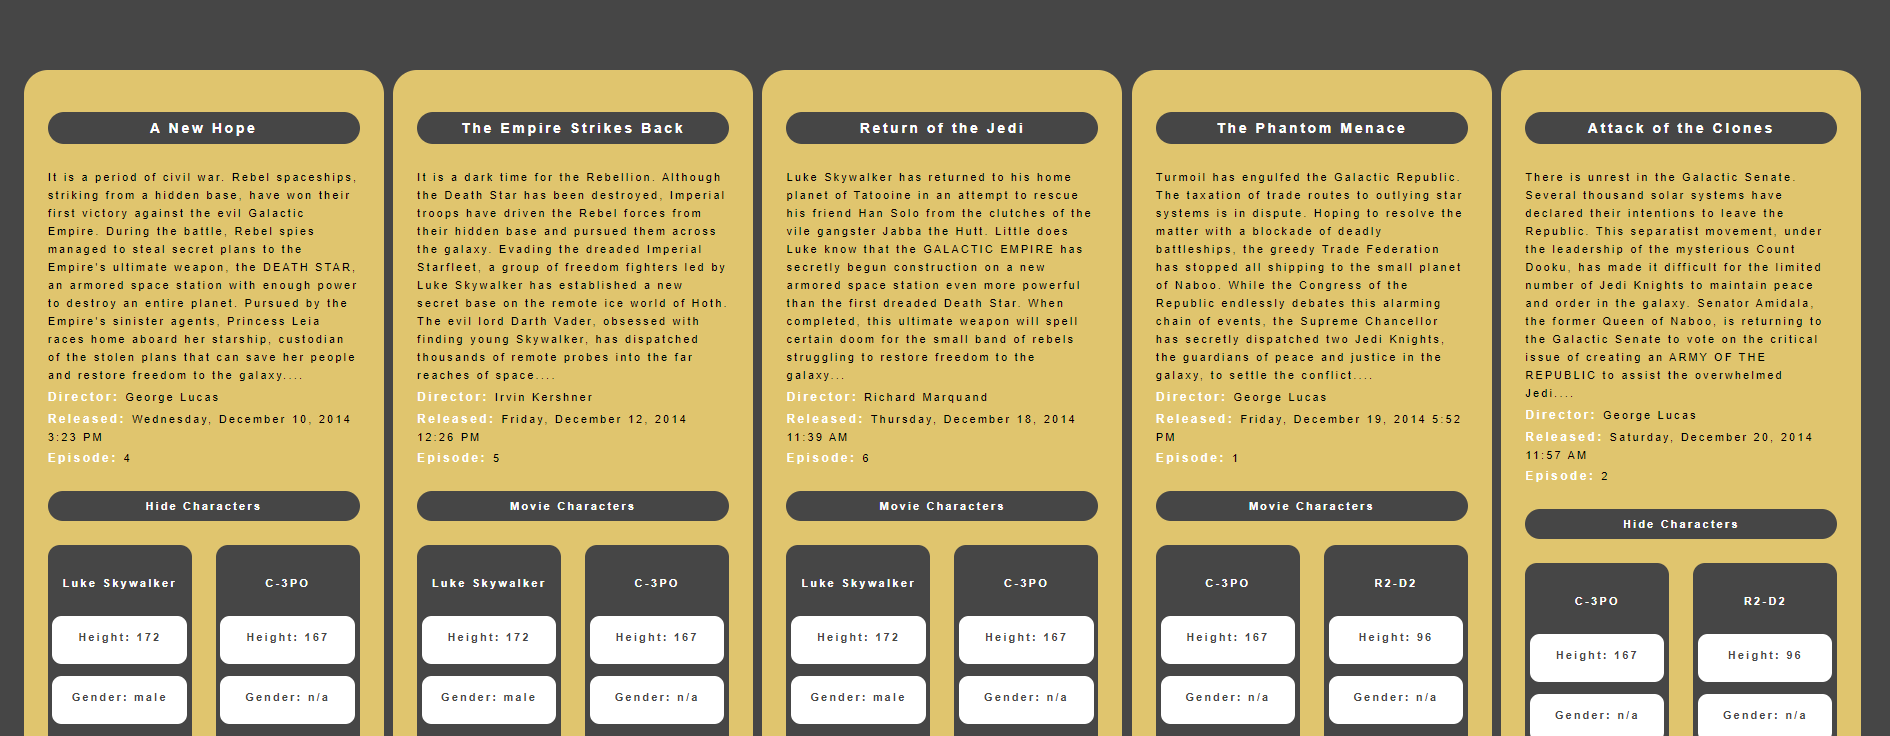 A New Hope
It is a period of civil war. Rebel spaceships,
striking from a hidden base, have won their
first victory against the evil Galactic
Empire. During the battle, Rebel spies
managed to steal secret plans to the
Empire's ultimate weapon, the DEATH STAR,
an armored space station with enough power
to destroy an entire planet. Pursued by the
Empire's sinister agents, Princess Leia
races home aboard her starship, custodian
of the stolen plans that can save her people
and restore freedom to the galaxy....
Director: George Lucas
Released: Wednesday, December 10, 2014
3:23 PM
Episode: 4
Hide Characters
Luke Skywalker
Height: 172
Gender: male
C-3PO
Height: 167
Gender: n/a
The Empire Strikes Back
It is a dark time for the Rebellion. Although
the Death Star has been destroyed, Imperial
troops have driven the Rebel forces from
their hidden base and pursued them across
the galaxy. Evading the dreaded Imperial
Starfleet, a group of freedom fighters led by
Luke Skywalker has established a new
secret base on the remote ice world of Hoth.
The evil lord Darth Vader, obsessed with
finding young Skywalker, has dispatched
thousands of remote probes into the far
reaches of space....
Director: Irvin Kershner
Released: Friday, December 12, 2014
12:26 PM
Episode: 5
Movie Characters
Luke Skywalker
Height: 172
Gender: male
C-3PO
Height: 167
Gender: n/a
Return of the Jedi
Luke Skywalker has returned to his home
planet of Tatooine in an attempt to rescue
his friend Han Solo from the clutches of the
vile gangster Jabba the Hutt. Little does
Luke know that the GALACTIC EMPIRE has
secretly begun construction on a new
armored space station even more powerful
than the first dreaded Death Star. When
completed, this ultimate weapon will spell
certain doom for the small band of rebels
struggling to restore freedom to the
galaxy...
Director: Richard Marquand
Released: Thursday, December 18, 2014
11:39 AM
Episode: 6
Movie Characters
Luke Skywalker
Height: 172
Gender: male
C-3PO
Height: 167
Gender: n/a
The Phantom Menace
Turmoil has engulfed the Galactic Republic.
The taxation of trade routes to outlying star
systems is in dispute. Hoping to resolve the
matter with a blockade of deadly
battleships, the greedy Trade Federation
has stopped all shipping to the small planet
of Naboo. While the Congress of the
Republic endlessly debates this alarming
chain of events, the Supreme Chancellor
has secretly dispatched two Jedi Knights,
the guardians of peace and justice in the
galaxy, to settle the conflict....
Director: George Lucas
Released: Friday, December 19, 2014 5:52
PM
Episode: 1
Movie Characters
C-3PO
Height: 167
Gender: n/a
R2-D2
Height: 96
Gender: n/a
Attack of the Clones
There is unrest in the Galactic Senate.
Several thousand solar systems have
declared their intentions to leave the
Republic. This separatist movement, under
the leadership of the mysterious Count
Dooku, has made it difficult for the limited
number of Jedi Knights to maintain peace
and order in the galaxy. Senator Amidala,
the former Queen of Naboo, is returning to
the Galactic Senate to vote on the critical
issue of creating an ARMY OF THE
REPUBLIC to assist the overwhelmed
Jedi....
Director: George Lucas
Released: Saturday, December 20, 2014
11:57 AM
Episode: 2
Hide Characters
C-3PO
Height: 167
Gender: n/a
R2-D2
Height: 96
Gender: n/a